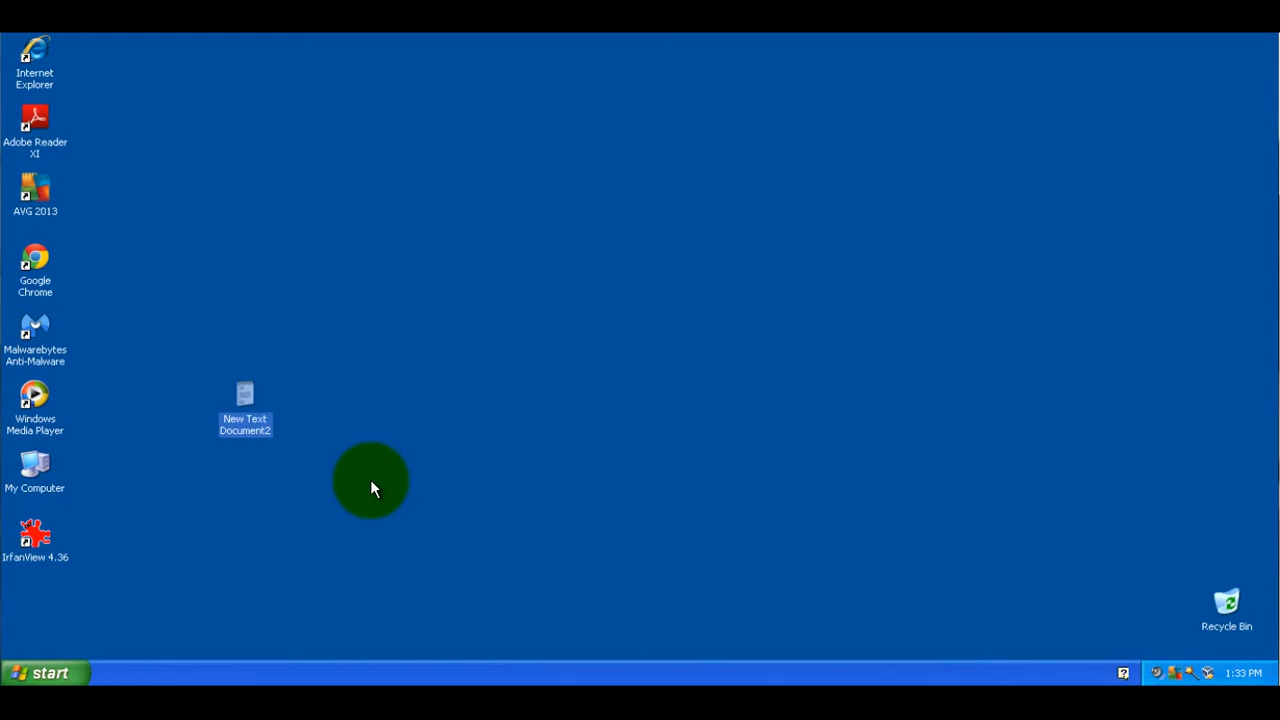 Internet
Explorer
Adobe Reader
XI
AVG 2013
Google
Chrome
Malwarebytes
Anti-Malware
Windows
Media Player
My Computer
IrfanView 4.36
New Text
Document2
Recycle Bin
start
?
1:33 PM